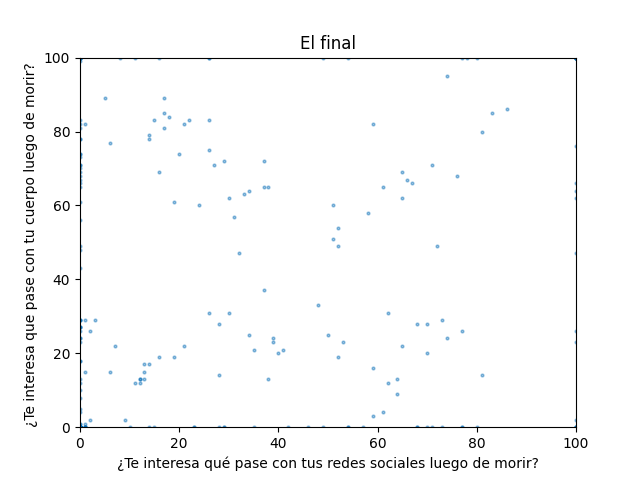 El final
¿Te interesa que pase con tu cuerpo luego de morir?
100
80
60
40
20
0
0 20 40 60 80 100
¿Te interesa qué pase con tus redes sociales luego de morir?